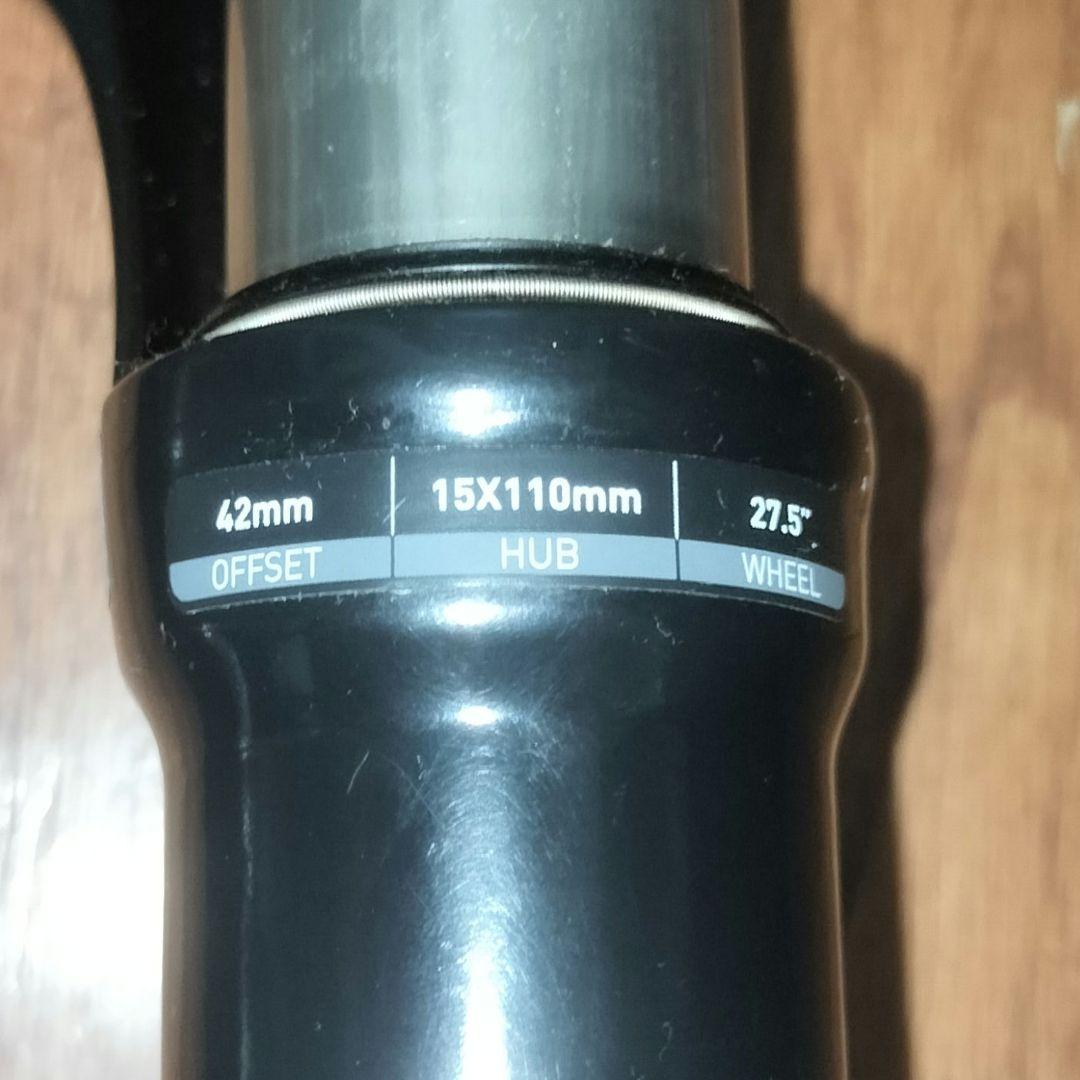 42mm 15X110mm 27.5"
OFFSET HUB WHEEL